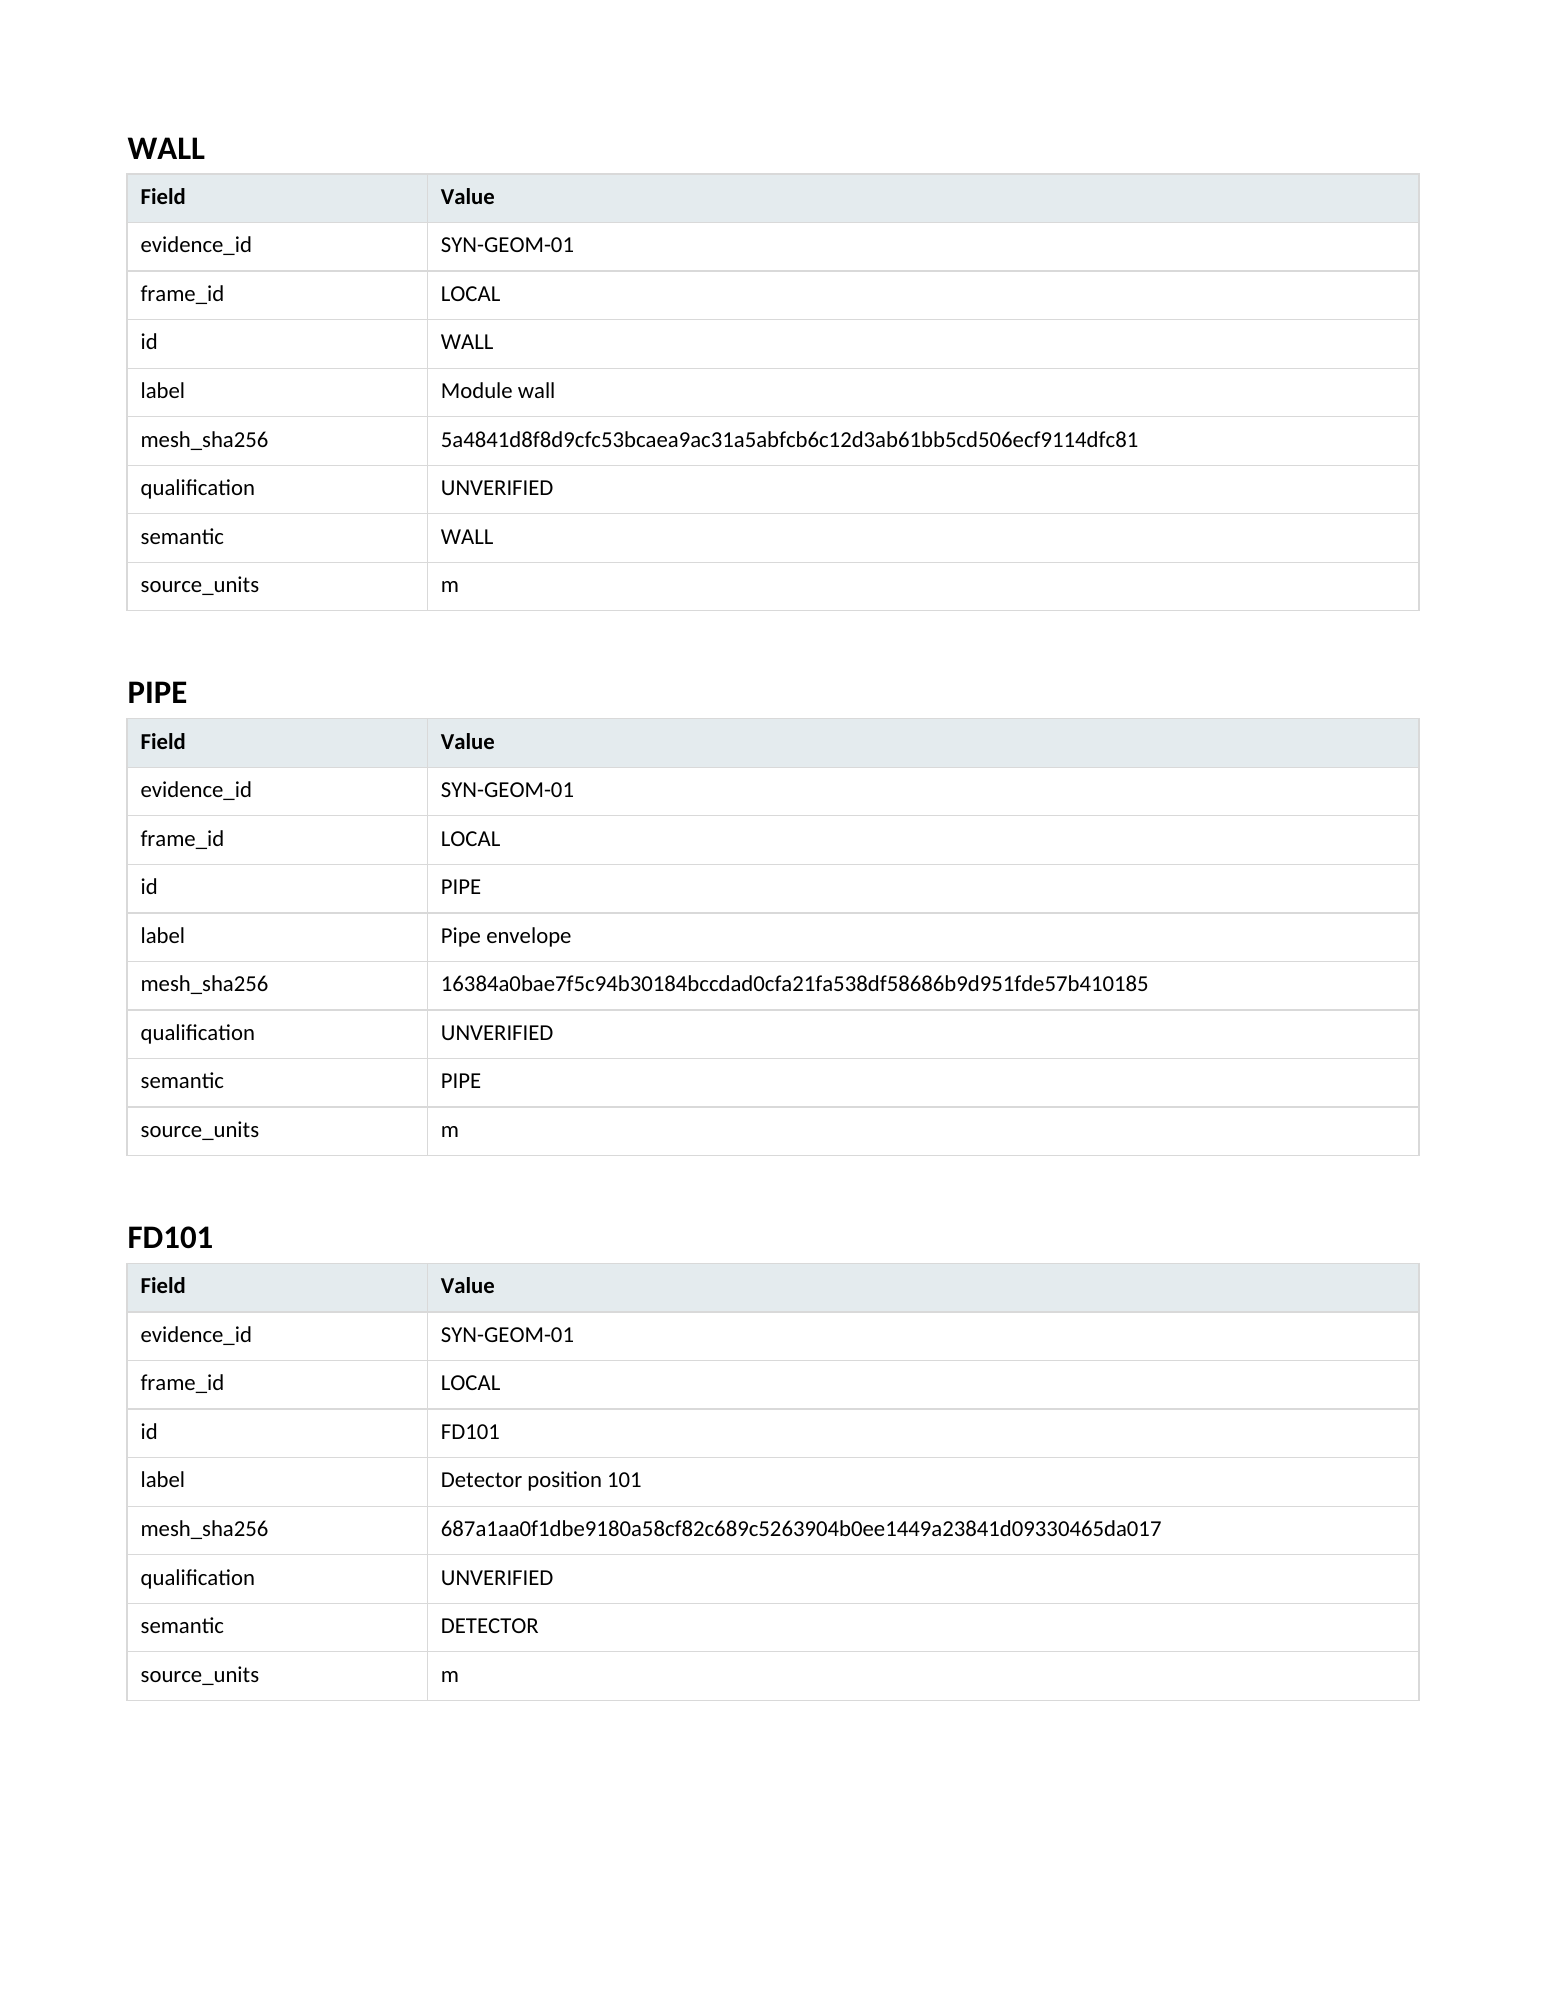 WALL
Field Value
evidence_id SYN-GEOM-01
frame_id LOCAL
id WALL
label Module wall
mesh_sha256 5a4841d8f8d9cfc53bcaea9ac31a5abfcb6c12d3ab61bb5cd506ecf9114dfc81
qualification UNVERIFIED
semantic WALL
source_units m
PIPE
Field Value
evidence_id SYN-GEOM-01
frame_id LOCAL
id PIPE
label Pipe envelope
mesh_sha256 16384a0bae7f5c94b30184bccdad0cfa21fa538df58686b9d951fde57b410185
qualification UNVERIFIED
semantic PIPE
source_units m
FD101
Field Value
evidence_id SYN-GEOM-01
frame_id LOCAL
id FD101
label Detector position 101
mesh_sha256 687a1aa0f1dbe9180a58cf82c689c5263904b0ee1449a23841d09330465da017
qualification UNVERIFIED
semantic DETECTOR
source_units m